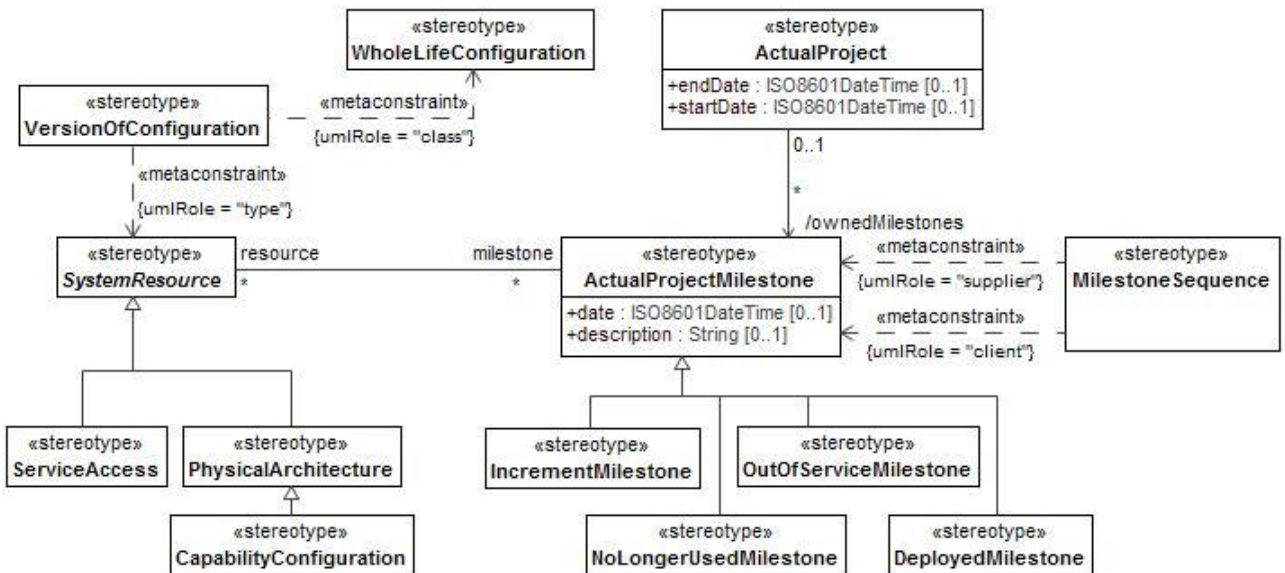 «stereotype»
WholeLifeConfiguration
«stereotype»
ActualProject
+endDate : ISO8601DateTime [0..1]
+startDate : ISO8601DateTime [0..1]
«stereotype»
VersionOfConfiguration
«metaconstraint»
{umlRole = "class"}
«metaconstraint»
{umlRole = "type"}
0..1
*
/ownedMilestones
«stereotype»
SystemResource
resource
*
milestone
*
«stereotype»
ActualProjectMilestone
+date : ISO8601DateTime [0..1]
+description : String [0..1]
«metaconstraint»
{umlRole = "supplier"}
«metaconstraint»
{umlRole = "client"}
«stereotype»
MilestoneSequence
«stereotype»
ServiceAccess
«stereotype»
PhysicalArchitecture
«stereotype»
IncrementMilestone
«stereotype»
OutOfServiceMilestone
«stereotype»
CapabilityConfiguration
«stereotype»
NoLongerUsedMilestone
«stereotype»
DeployedMilestone